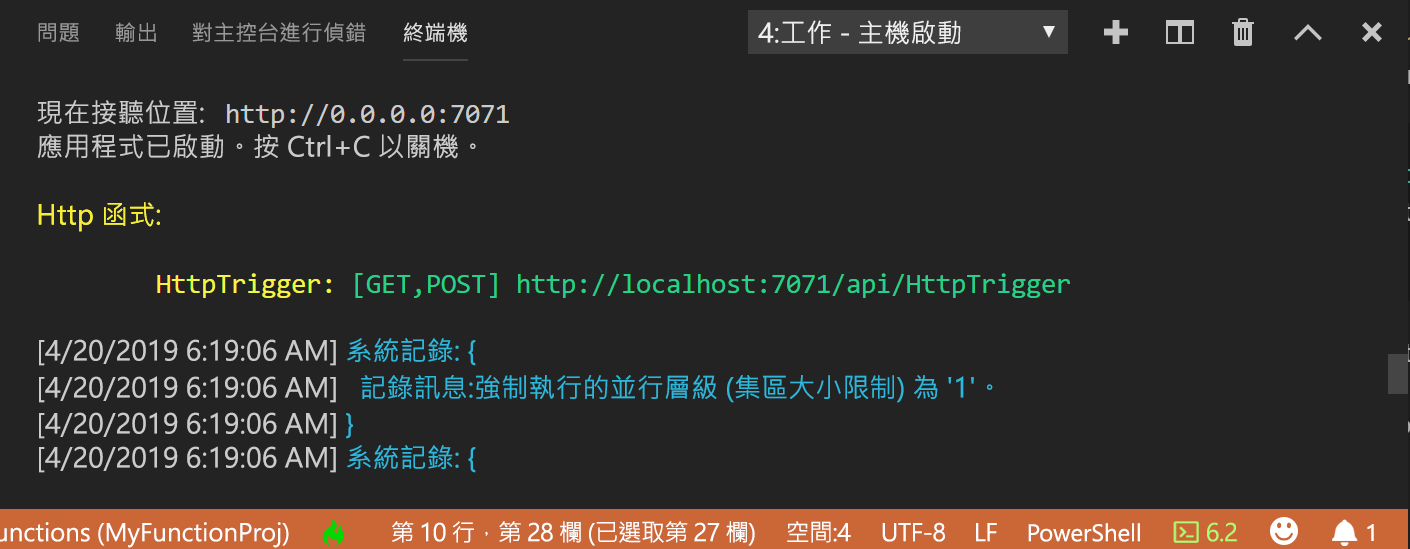 問題 輸出 對主控台進行偵錯 終端機 4:工作 - 主機啟動
現在接聽位置: http://0.0.0.0:7071
應用程式已啟動。按 Ctrl+C 以關機。
Http 函式:
HttpTrigger: [GET,POST] http://localhost:7071/api/HttpTrigger
[4/20/2019 6:19:06 AM] 系統記錄: {
[4/20/2019 6:19:06 AM] 記錄訊息:強制執行的並行層級 (集區大小限制) 為 '1'。
[4/20/2019 6:19:06 AM] }
[4/20/2019 6:19:06 AM] 系統記錄: {
unctions (MyFunctionProj) 第 10 行，第 28 欄 (已選取第 27 欄) 空間:4 UTF-8 LF PowerShell 6.2 1